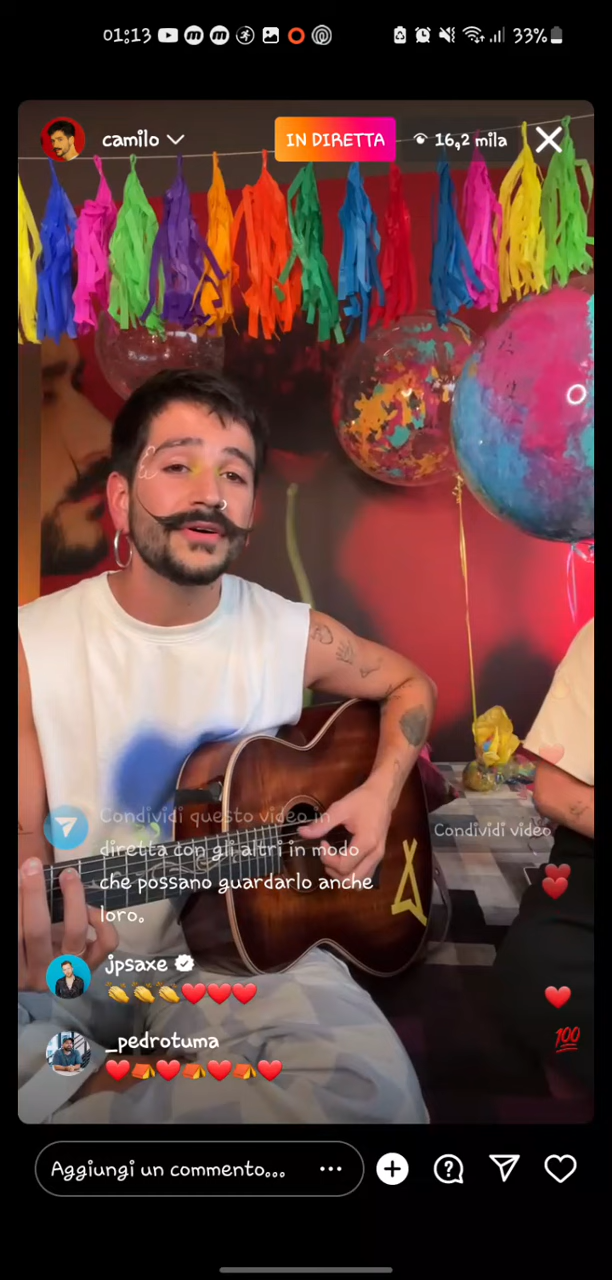 01:13
33%
camilo
IN DIRETTA
16,2 mila
Condividi questo video in
diretta con gli altri in modo
che possano guardarlo anche
loro.
Condividi video
jpsaxe
👏👏👏❤️❤️❤️
_pedrotuma
❤️⛺❤️⛺❤️⛺❤️
💯
Aggiungi un commento...